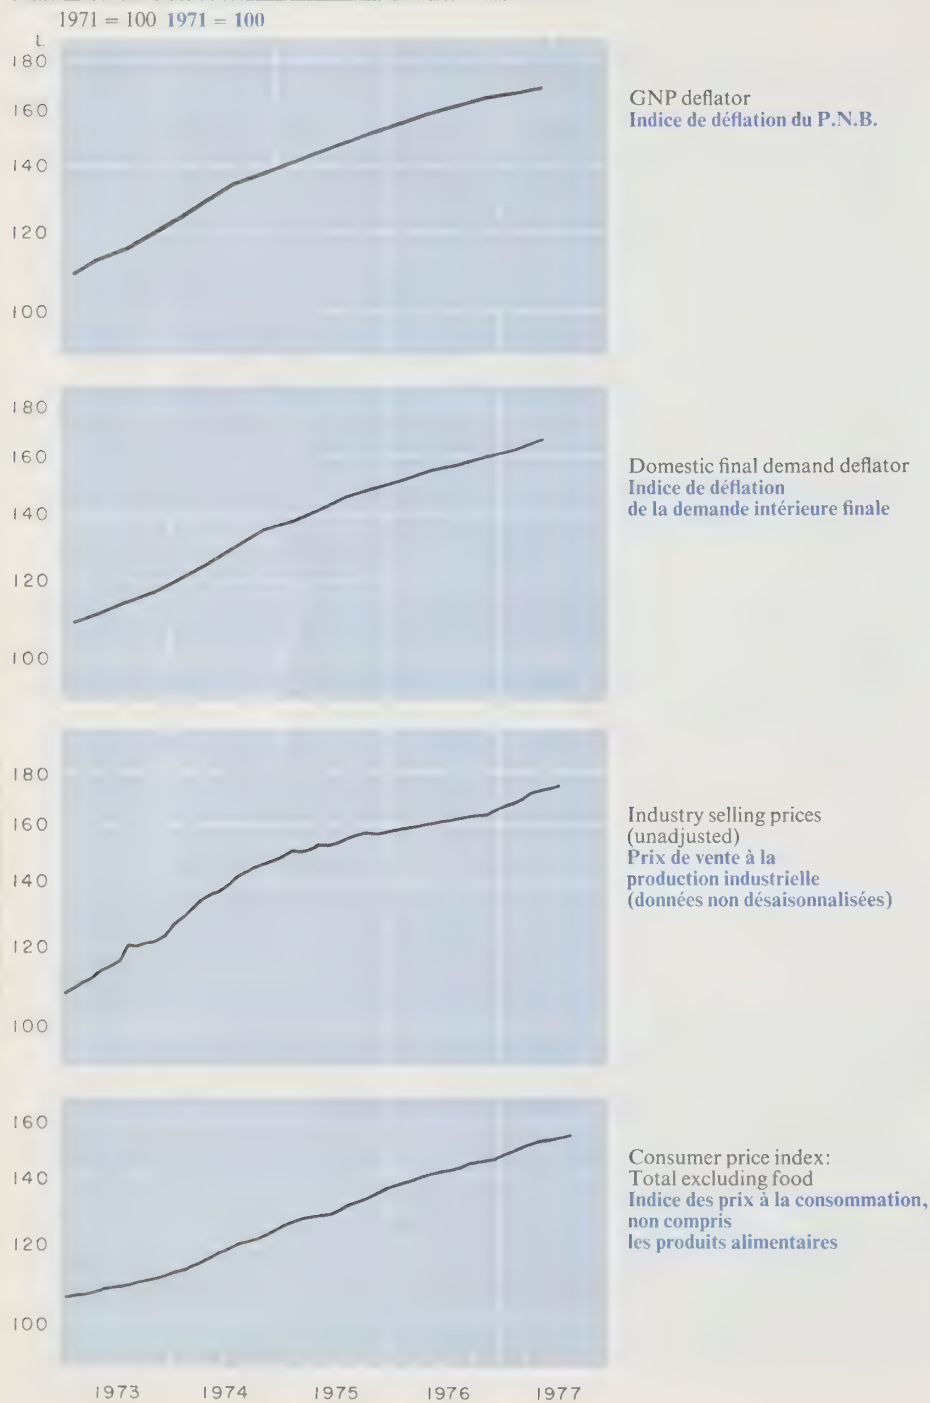 1971 = 100 1971 = 100
L
180
160
140
120
100
GNP deflator
Indice de déflation du P.N.B.
180
160
140
120
100
Domestic final demand deflator
Indice de déflation
de la demande intérieure finale
180
160
140
120
100
Industry selling prices
(unadjusted)
Prix de vente à la
production industrielle
(données non désaisonnalisées)
160
140
120
100
Consumer price index:
Total excluding food
Indice des prix à la consommation,
non compris
les produits alimentaires
1973 1974 1975 1976 1977